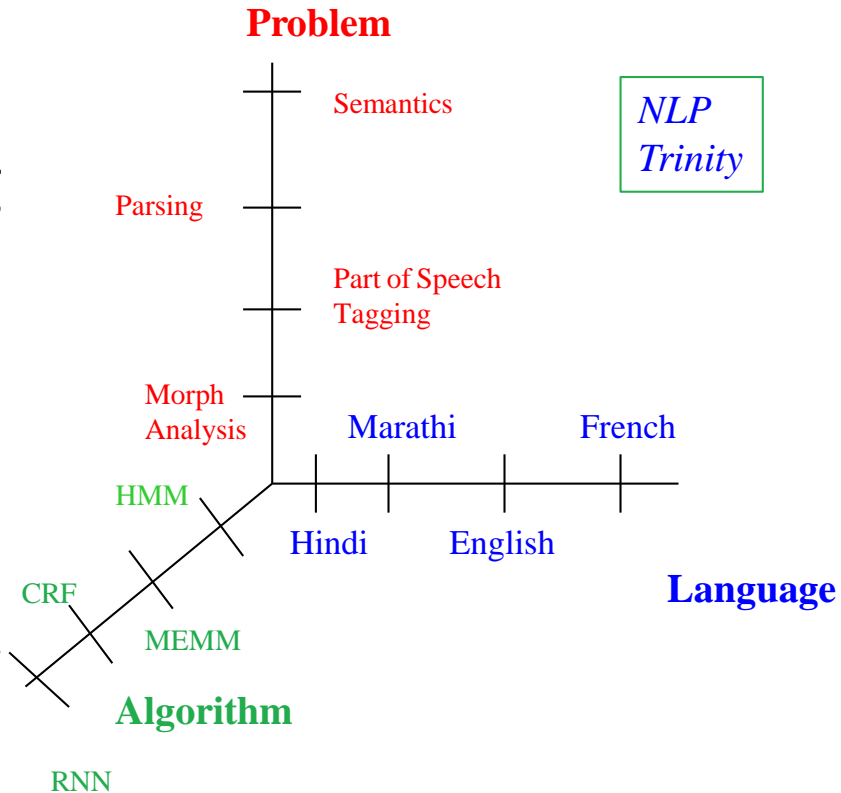 Problem
Semantics
NLP
Trinity
Parsing
Part of Speech
Tagging
Morph
Analysis
Marathi
French
HMM
Hindi
English
CRF
Language
MEMM
Algorithm
RNN